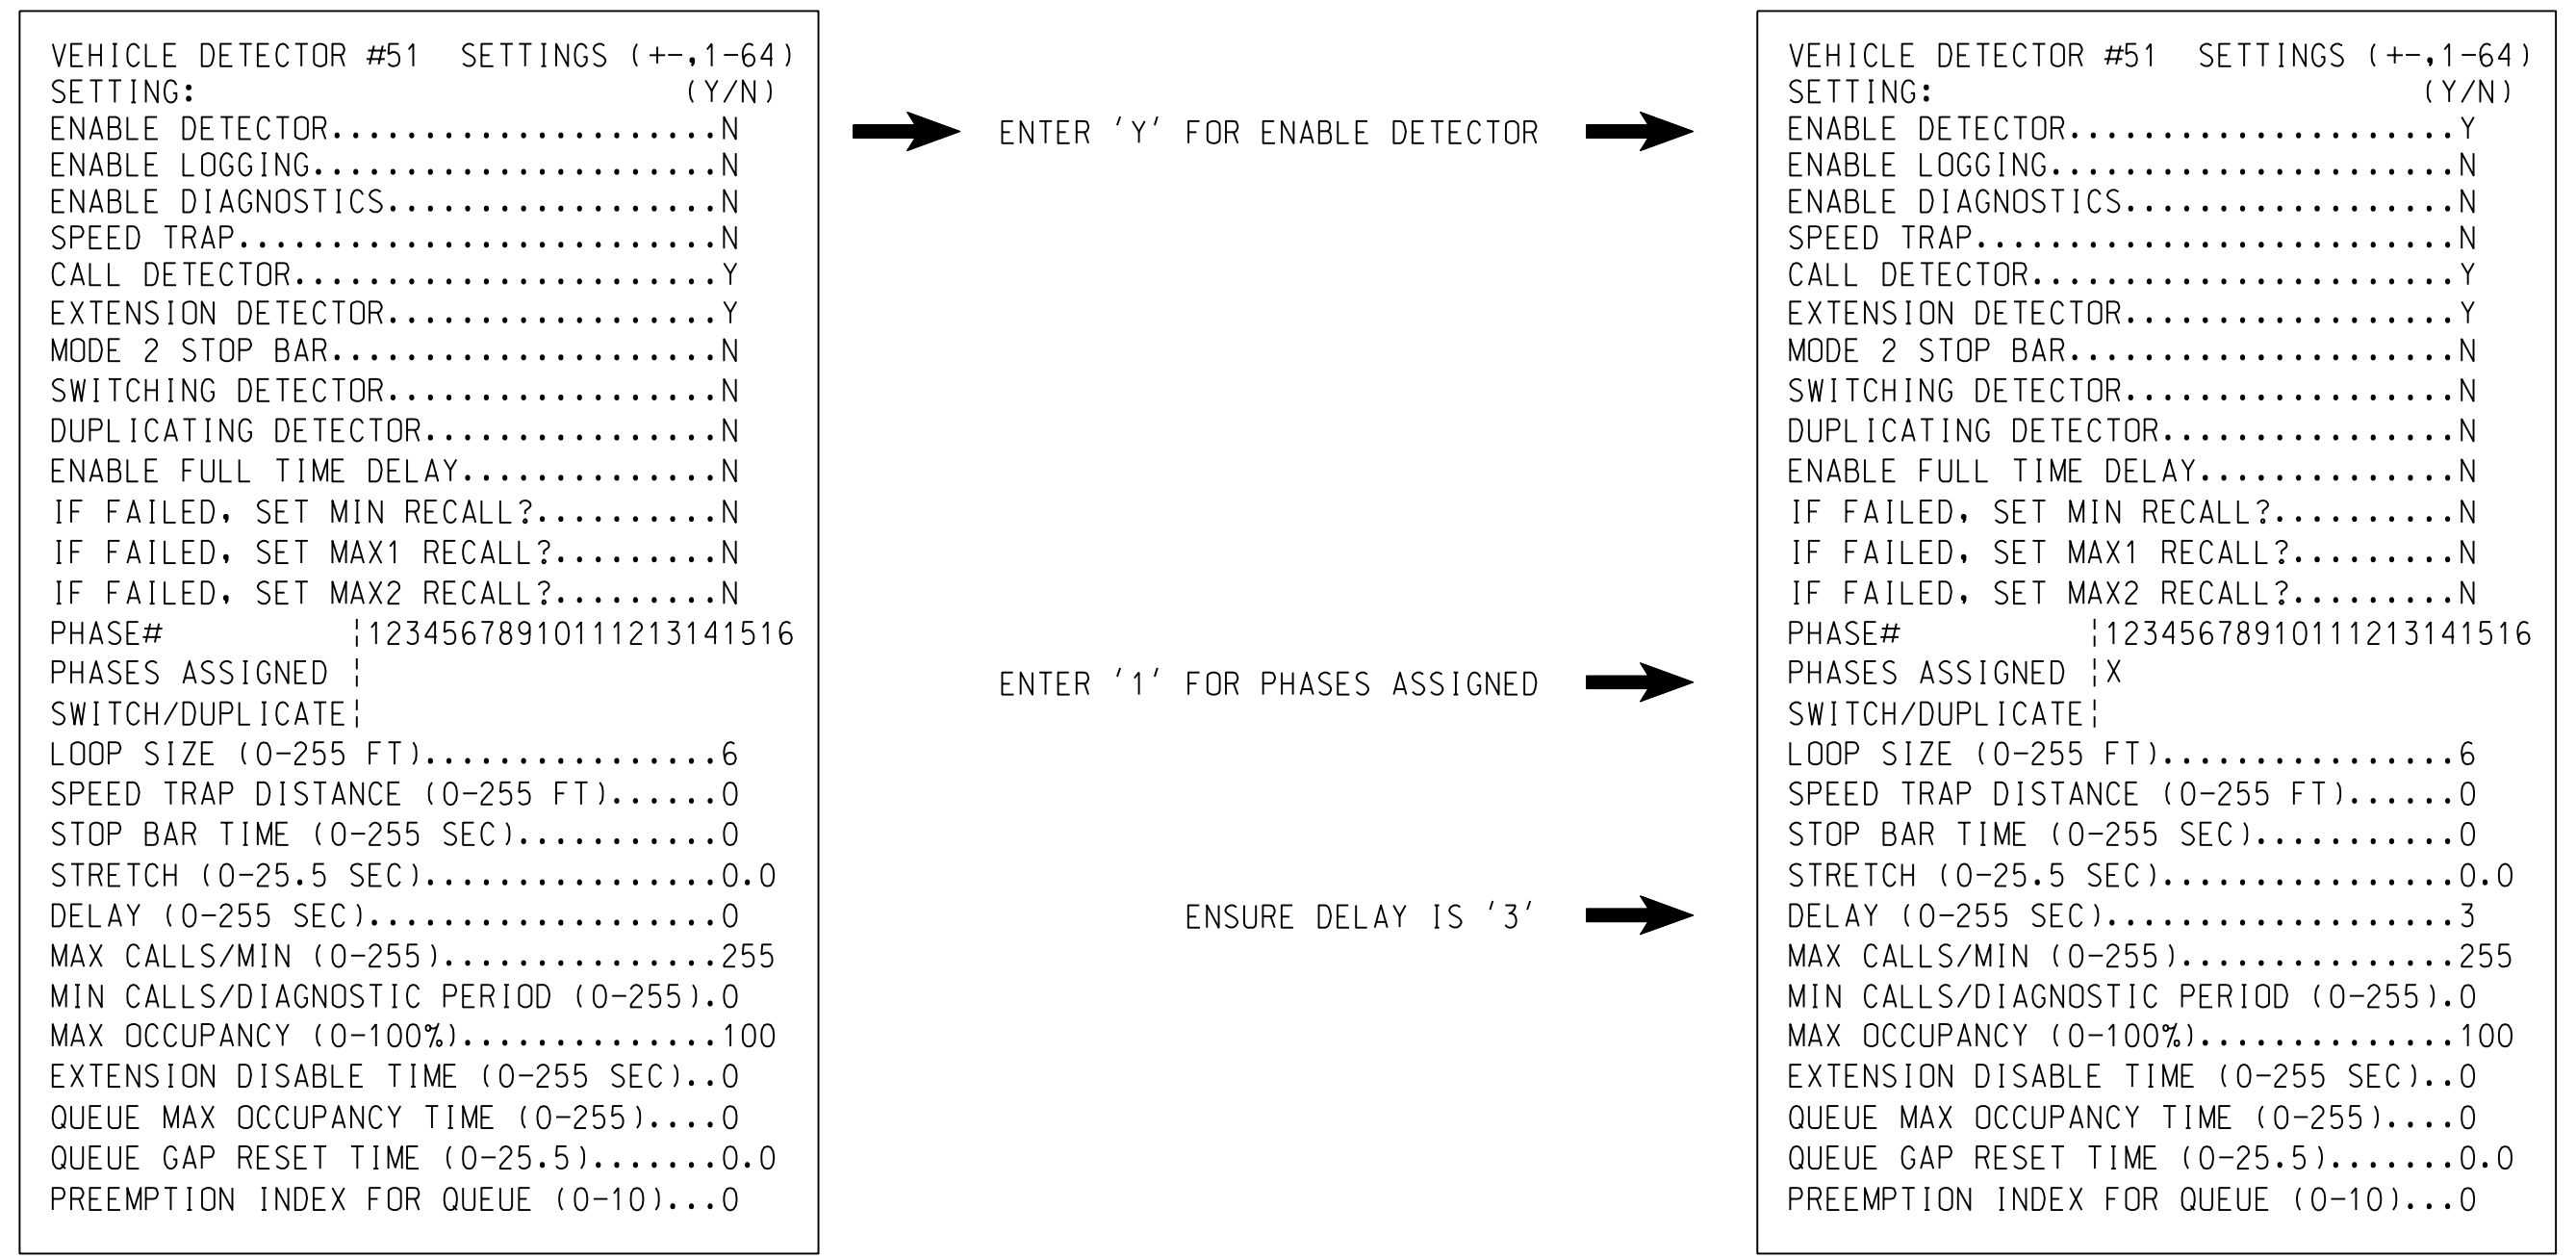 VEHICLE DETECTOR #51 SETTINGS (+-,1-64)
SETTING: (Y/N)
ENABLE DETECTOR.....................N
ENABLE LOGGING......................N
ENABLE DIAGNOSTICS..................N
SPEED TRAP..........................N
CALL DETECTOR.......................Y
EXTENSION DETECTOR..................Y
MODE 2 STOP BAR.....................N
SWITCHING DETECTOR..................N
DUPLICATING DETECTOR................N
ENABLE FULL TIME DELAY..............N
IF FAILED, SET MIN RECALL?..........N
IF FAILED, SET MAX1 RECALL?.........N
IF FAILED, SET MAX2 RECALL?.........N
PHASE# ¦12345678910111213141516
PHASES ASSIGNED ¦
SWITCH/DUPLICATE¦
LOOP SIZE (0-255 FT)................6
SPEED TRAP DISTANCE (0-255 FT)......0
STOP BAR TIME (0-255 SEC)...........0
STRETCH (0-25.5 SEC)................0.0
DELAY (0-255 SEC)...................0
MAX CALLS/MIN (0-255)...............255
MIN CALLS/DIAGNOSTIC PERIOD (0-255).0
MAX OCCUPANCY (0-100%)..............100
EXTENSION DISABLE TIME (0-255 SEC)..0
QUEUE MAX OCCUPANCY TIME (0-255)....0
QUEUE GAP RESET TIME (0-25.5).......0.0
PREEMPTION INDEX FOR QUEUE (0-10)...0
ENTER 'Y' FOR ENABLE DETECTOR
ENTER '1' FOR PHASES ASSIGNED
ENSURE DELAY IS '3'
VEHICLE DETECTOR #51 SETTINGS (+-,1-64)
SETTING: (Y/N)
ENABLE DETECTOR.....................Y
ENABLE LOGGING......................N
ENABLE DIAGNOSTICS..................N
SPEED TRAP..........................N
CALL DETECTOR.......................Y
EXTENSION DETECTOR..................Y
MODE 2 STOP BAR.....................N
SWITCHING DETECTOR..................N
DUPLICATING DETECTOR................N
ENABLE FULL TIME DELAY..............N
IF FAILED, SET MIN RECALL?..........N
IF FAILED, SET MAX1 RECALL?.........N
IF FAILED, SET MAX2 RECALL?.........N
PHASE# ¦12345678910111213141516
PHASES ASSIGNED ¦X
SWITCH/DUPLICATE¦
LOOP SIZE (0-255 FT)................6
SPEED TRAP DISTANCE (0-255 FT)......0
STOP BAR TIME (0-255 SEC)...........0
STRETCH (0-25.5 SEC)................0.0
DELAY (0-255 SEC)...................3
MAX CALLS/MIN (0-255)...............255
MIN CALLS/DIAGNOSTIC PERIOD (0-255).0
MAX OCCUPANCY (0-100%)..............100
EXTENSION DISABLE TIME (0-255 SEC)..0
QUEUE MAX OCCUPANCY TIME (0-255)....0
QUEUE GAP RESET TIME (0-25.5).......0.0
PREEMPTION INDEX FOR QUEUE (0-10)...0